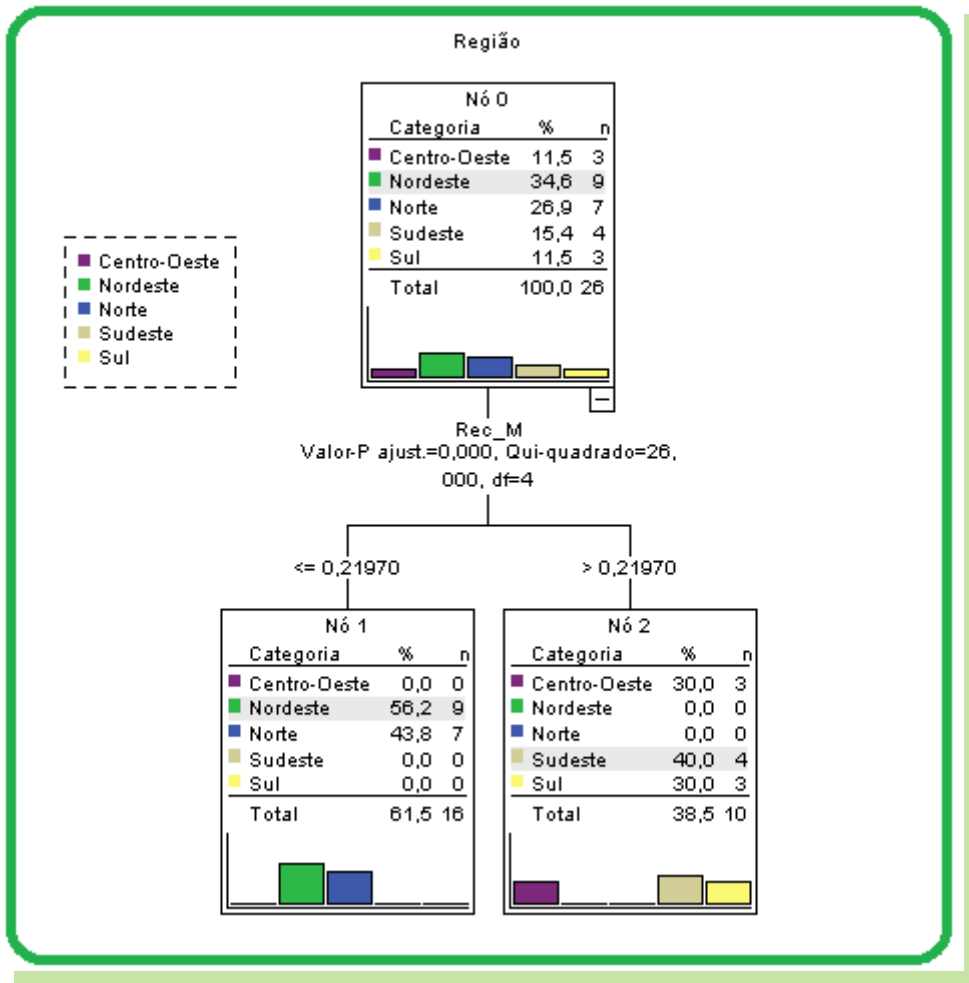 Região
Nó 0
Categoria % n
Centro-Oeste 11,5 3
Nordeste 34,6 9
Norte 26,9 7
Sudeste 15,4 4
Sul 11,5 3
Total 100,0 26
Centro-Oeste
Nordeste
Norte
Sudeste
Sul
Rec_M
Valor-P ajust.=0,000, Qui-quadrado=26,
000, df=4
<= 0,21970
> 0,21970
Nó 1
Categoria % n
Centro-Oeste 0,0 0
Nordeste 56,2 9
Norte 43,8 7
Sudeste 0,0 0
Sul 0,0 0
Total 61,5 16
Nó 2
Categoria % n
Centro-Oeste 30,0 3
Nordeste 0,0 0
Norte 0,0 0
Sudeste 40,0 4
Sul 30,0 3
Total 38,5 10